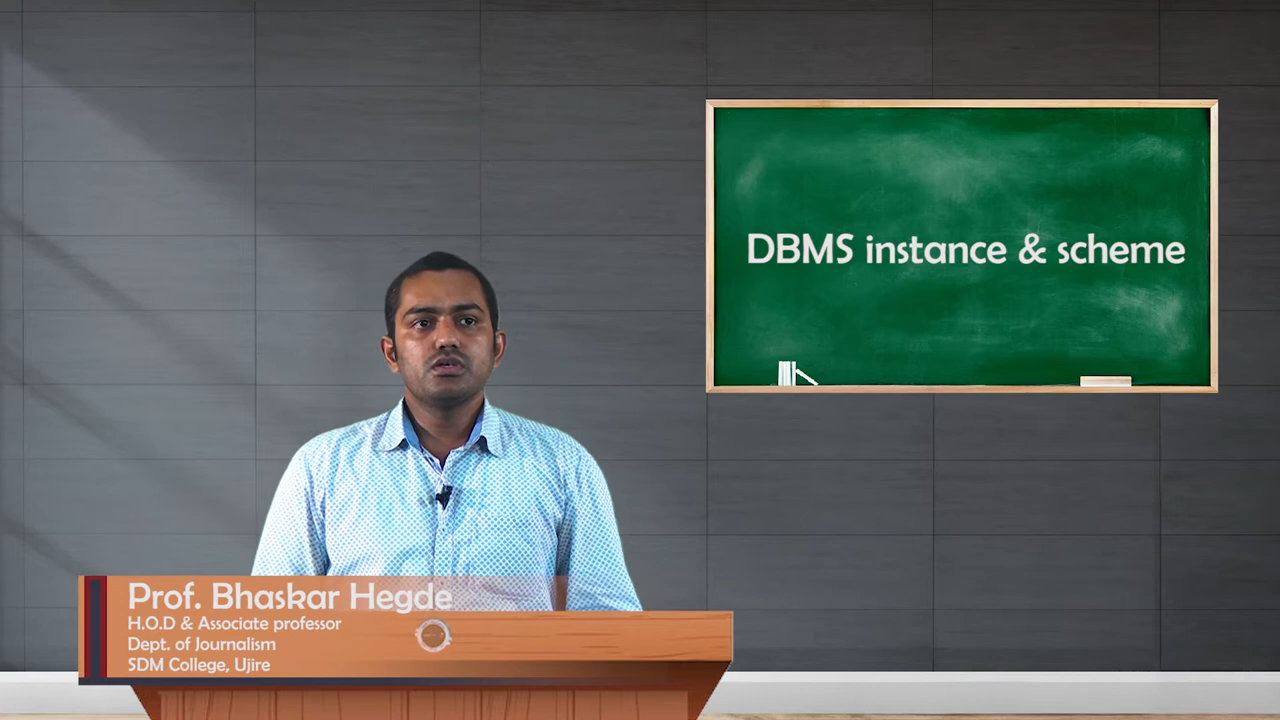 DBMS instance & scheme
Prof. Bhaskar Hegde
H.O.D & Associate professor
Dept. of Journalism
SDM College, Ujire